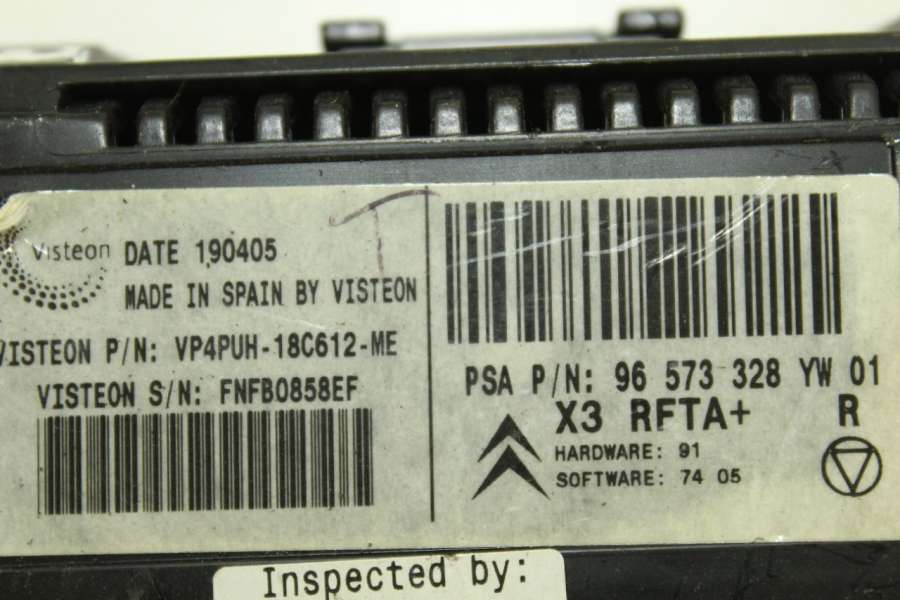 Visteon
DATE 190405
MADE IN SPAIN BY VISTEON
VISTEON P/N: VP4PUH-18C612-ME
VISTEON S/N: FNFB0858EF
PSA P/N: 96 573 328 YW 01
X3 RFTA+ R
HARDWARE: 91
SOFTWARE: 74 05
Inspected by: